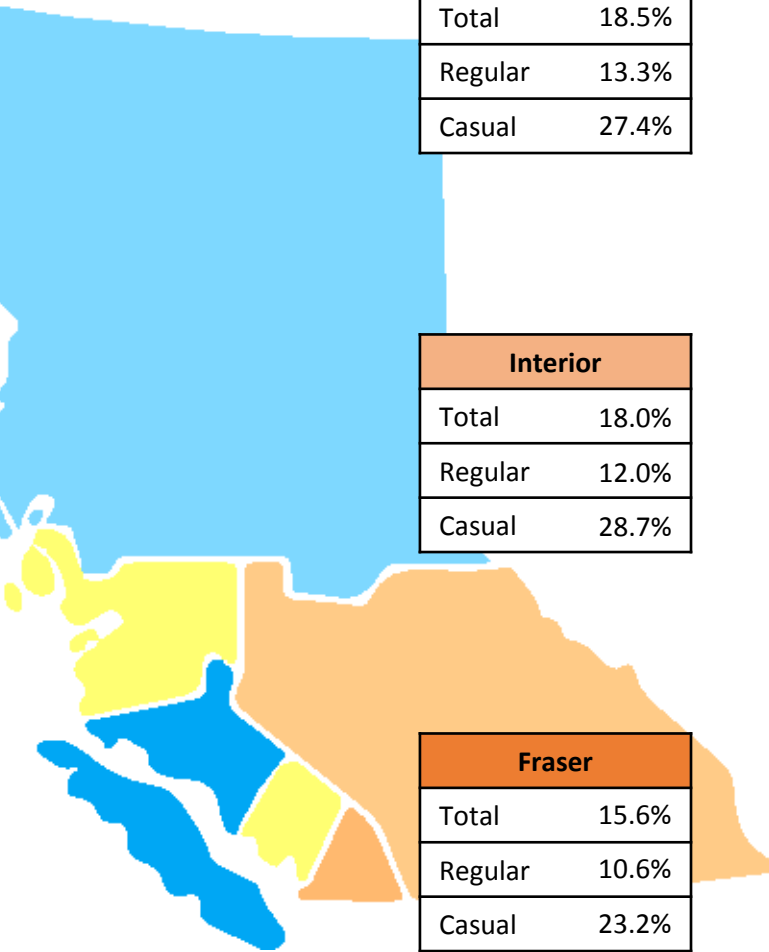 Total 18.5%
Regular 13.3%
Casual 27.4%
Interior
Total 18.0%
Regular 12.0%
Casual 28.7%
Fraser
Total 15.6%
Regular 10.6%
Casual 23.2%